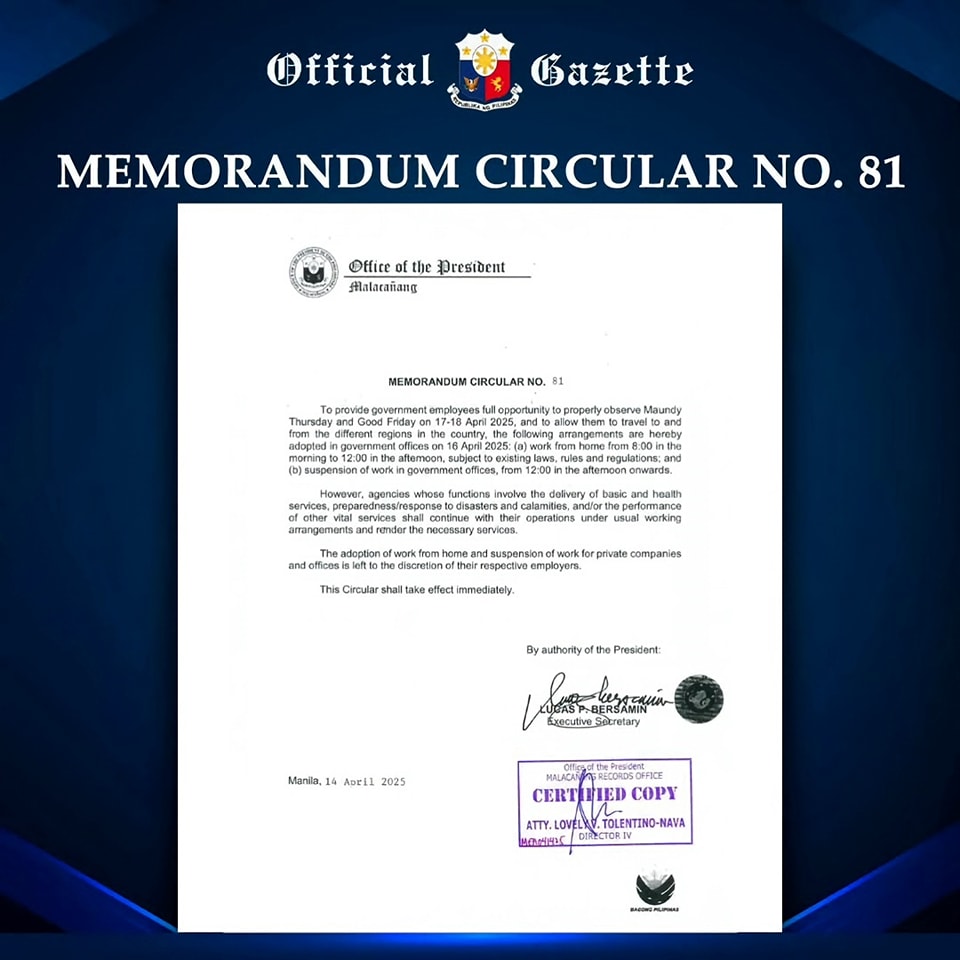 Official Gazette
REPUBLIKA NG PILIPINAS
MEMORANDUM CIRCULAR NO. 81
Office of the President
Malacañang
MEMORANDUM CIRCULAR NO. 81
To provide government employees full opportunity to properly observe Maundy
Thursday and Good Friday on 17-18 April 2025, and to allow them to travel to and
from the different regions in the country, the following arrangements are hereby
adopted in government offices on 16 April 2025: (a) work from home from 8:00 in the
morning to 12:00 in the afternoon, subject to existing laws, rules and regulations; and
(b) suspension of work in government offices, from 12:00 in the afternoon onwards.
However, agencies whose functions involve the delivery of basic and health
services, preparedness/response to disasters and calamities, and/or the performance
of other vital services shall continue with their operations under usual working
arrangements and render the necessary services.
The adoption of work from home and suspension of work for private companies
and offices is left to the discretion of their respective employers.
This Circular shall take effect immediately.
By authority of the President:
LUCAS P. BERSAMIN
Executive Secretary
Manila, 14 April 2025
Office of the President
MALACAÑANG RECORDS OFFICE
CERTIFIED COPY
ATTY. LOVELY V. TOLENTINO-NAVA
DIRECTOR IV
BAGONG PILIPINAS